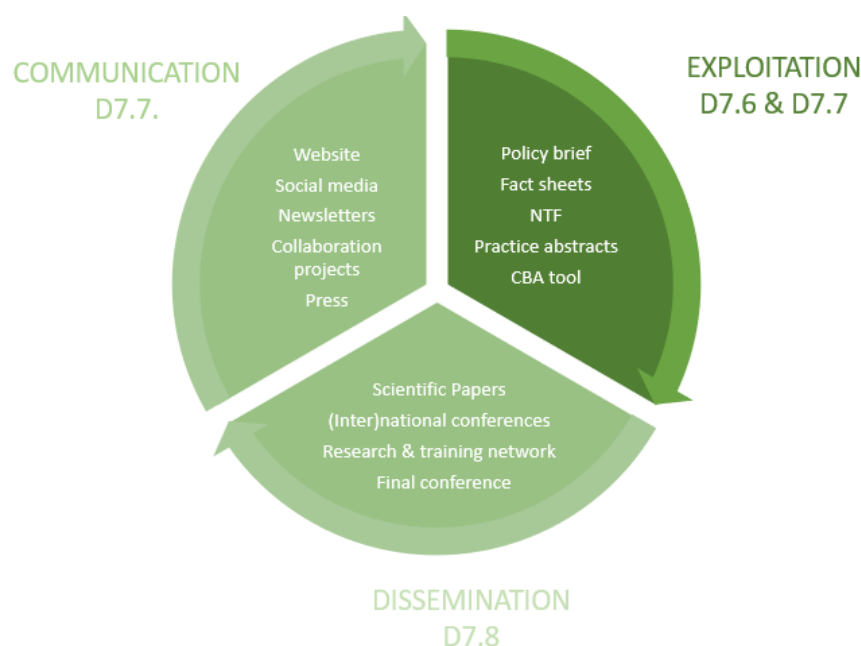 COMMUNICATION
D7.7.
Website
Social media
Newsletters
Collaboration
projects
Press
EXPLOITATION
D7.6 & D7.7
Policy brief
Fact sheets
NTF
Practice abstracts
CBA tool
Scientific Papers
(Inter)national conferences
Research & training network
Final conference
DISSEMINATION
D7.8